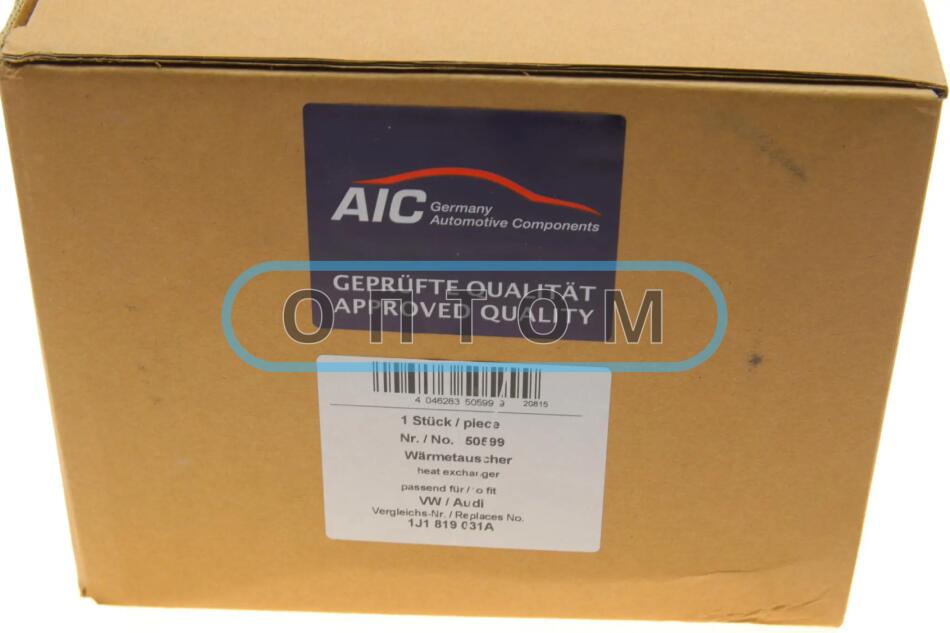 AIC Germany
Automotive Components
GEPRÜFTE QUALITÄT
APPROVED QUALITY
ОПТОМ
4 046283 50599 9 20815
1 Stück / piece
Nr. / No. 50599
Wärmetauscher
heat exchanger
passend für / to fit
VW / Audi
Vergleichs-Nr. / Replaces No.
1J1 819 031A